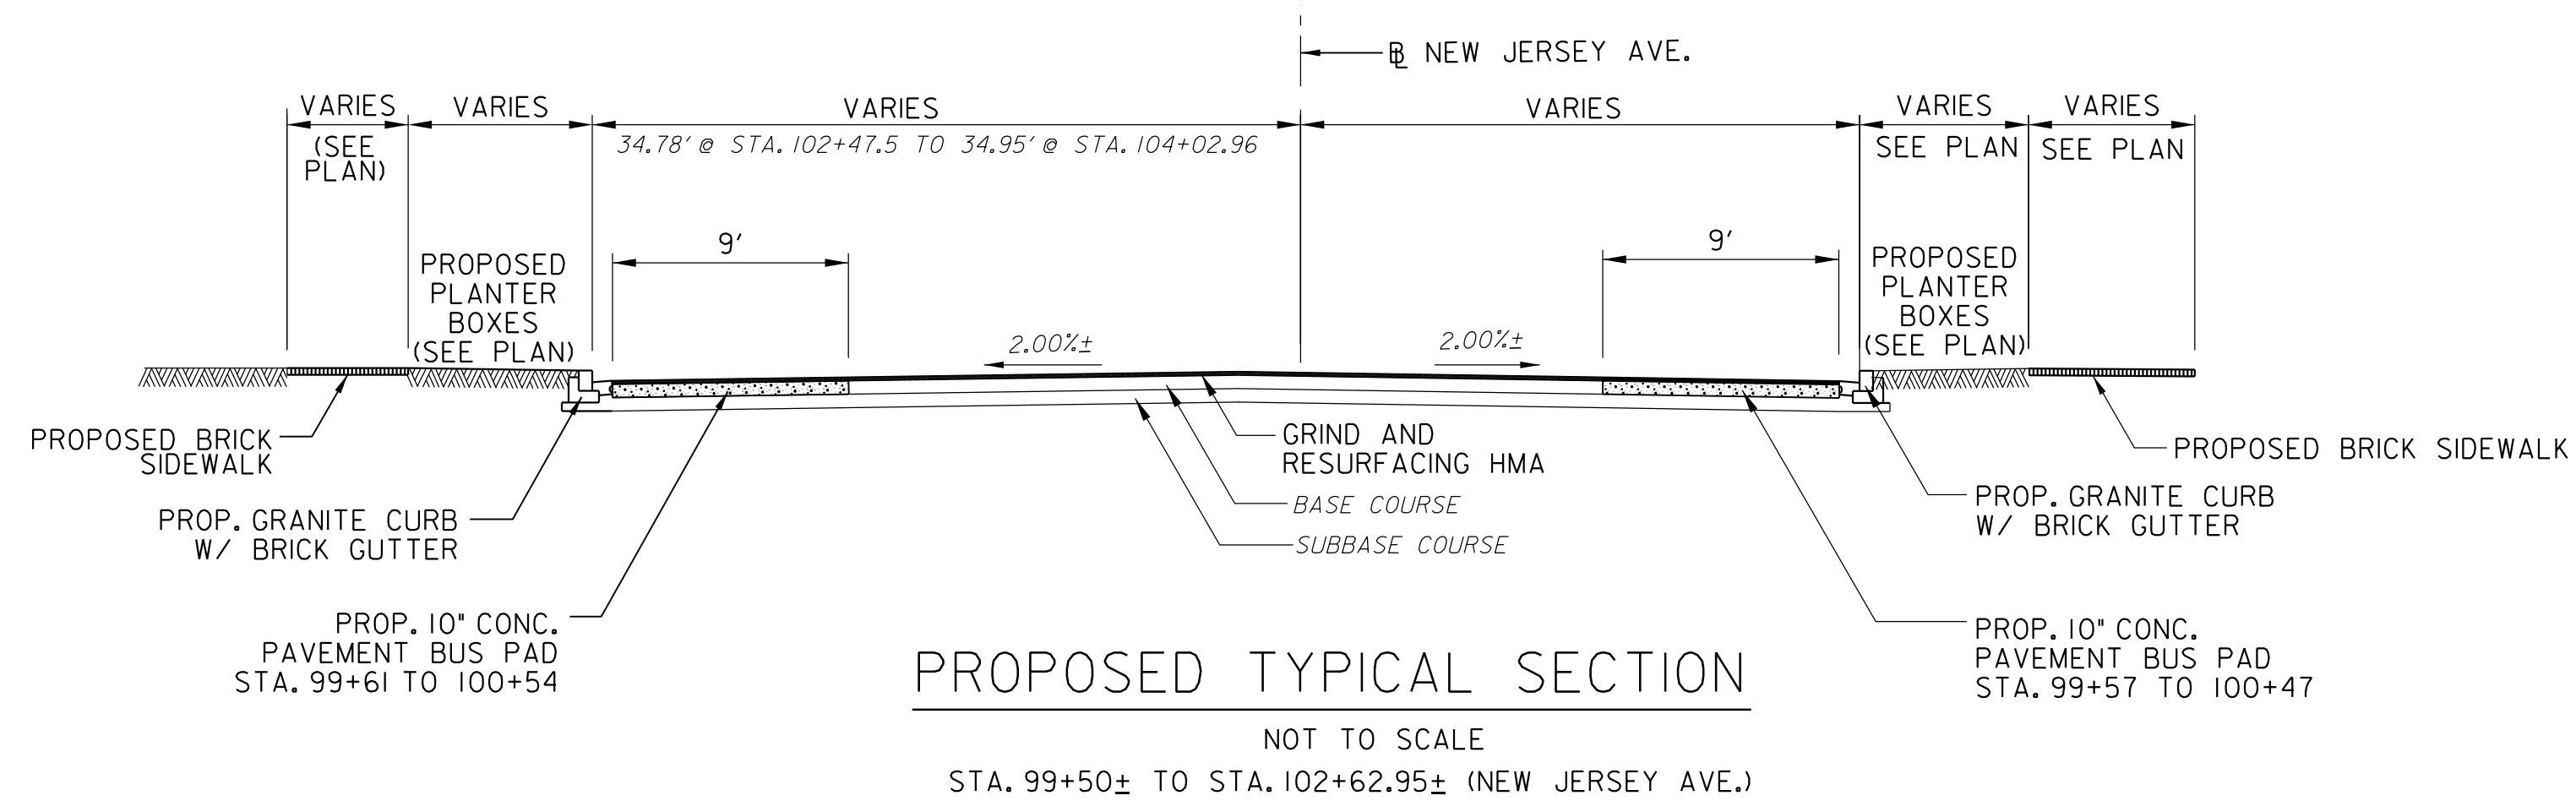 ℄ NEW JERSEY AVE.
VARIES
(SEE
PLAN)
VARIES
VARIES
34.78' @ STA. 102+47.5 TO 34.95' @ STA. 104+02.96
VARIES
VARIES
SEE PLAN
VARIES
SEE PLAN
9'
9'
PROPOSED
PLANTER
BOXES
(SEE PLAN)
2.00%±
2.00%±
PROPOSED
PLANTER
BOXES
(SEE PLAN)
PROPOSED BRICK
SIDEWALK
GRIND AND
RESURFACING HMA
BASE COURSE
SUBBASE COURSE
PROPOSED BRICK SIDEWALK
PROP. GRANITE CURB
W/ BRICK GUTTER
PROP. GRANITE CURB
W/ BRICK GUTTER
PROP. 10" CONC.
PAVEMENT BUS PAD
STA. 99+61 TO 100+54
PROP. 10" CONC.
PAVEMENT BUS PAD
STA. 99+57 TO 100+47
PROPOSED TYPICAL SECTION
NOT TO SCALE
STA. 99+50± TO STA. 102+62.95± (NEW JERSEY AVE.)